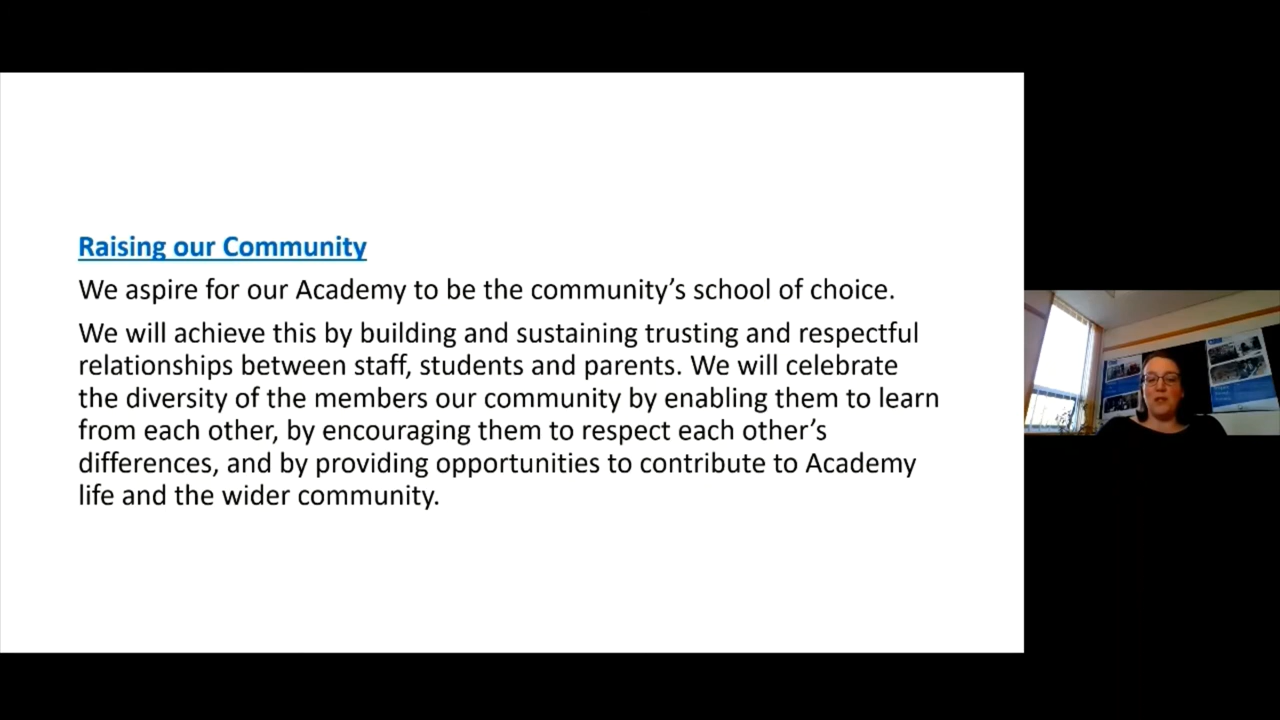 Raising our Community
We aspire for our Academy to be the community’s school of choice.
We will achieve this by building and sustaining trusting and respectful
relationships between staff, students and parents. We will celebrate
the diversity of the members our community by enabling them to learn
from each other, by encouraging them to respect each other’s
differences, and by providing opportunities to contribute to Academy
life and the wider community.